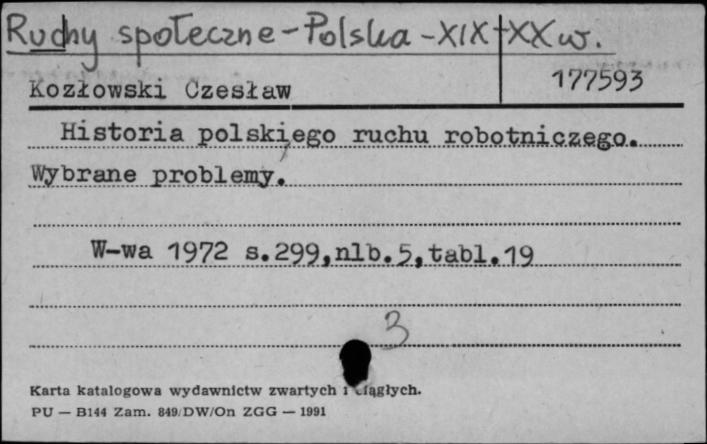 Ruchy społeczne - Polska - XIX + XX w.
Kozłowski Czesław 177593
Historia polskiego ruchu robotniczego.
Wybrane problemy.
W-wa 1972 s.299,nlb.5,tabl.19
3
Karta katalogowa wydawnictw zwartych i ciągłych.
PU — B144 Zam. 849/DW/On ZGG — 1991